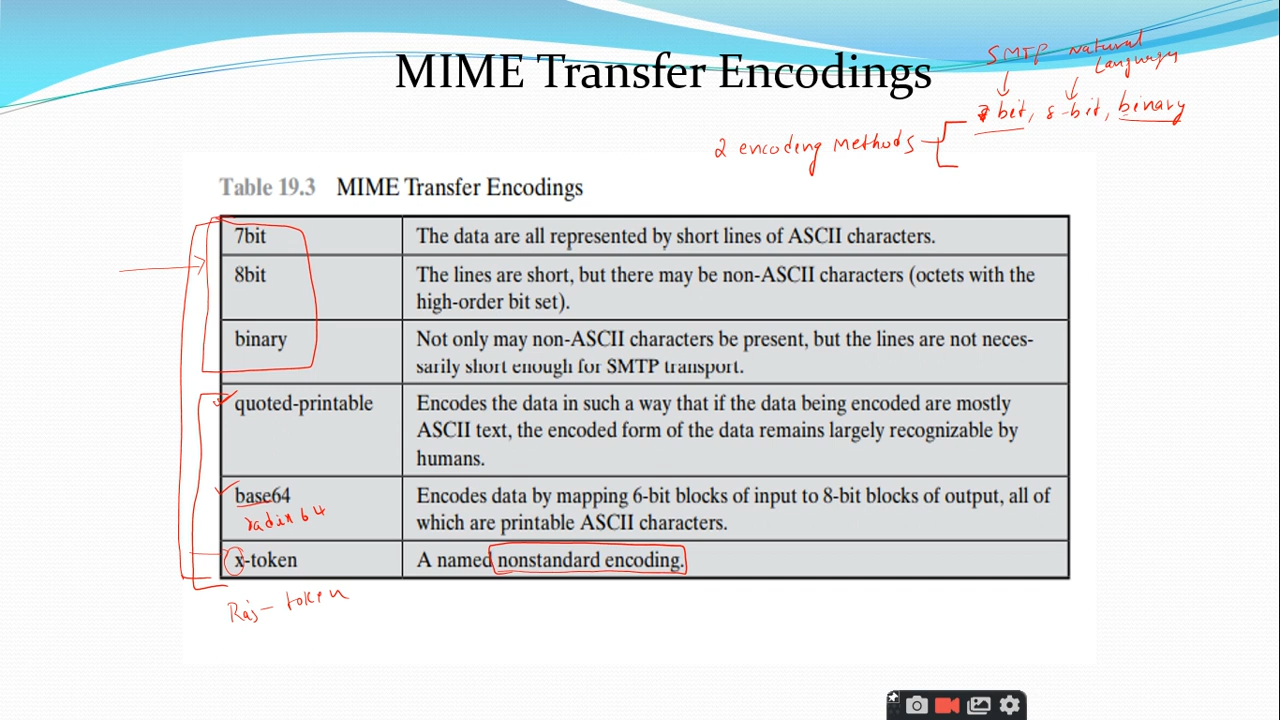 MIME Transfer Encodings
SMTP Natural
Languages
7 bit, 8-bit, binary
2 encoding methods
Table 19.3 MIME Transfer Encodings
7bit The data are all represented by short lines of ASCII characters.
8bit The lines are short, but there may be non-ASCII characters (octets with the
high-order bit set).
binary Not only may non-ASCII characters be present, but the lines are not neces-
sarily short enough for SMTP transport.
quoted-printable Encodes the data in such a way that if the data being encoded are mostly
ASCII text, the encoded form of the data remains largely recognizable by
humans.
base64 Encodes data by mapping 6-bit blocks of input to 8-bit blocks of output, all of
radix 64 which are printable ASCII characters.
x-token A named nonstandard encoding.
Raj-token